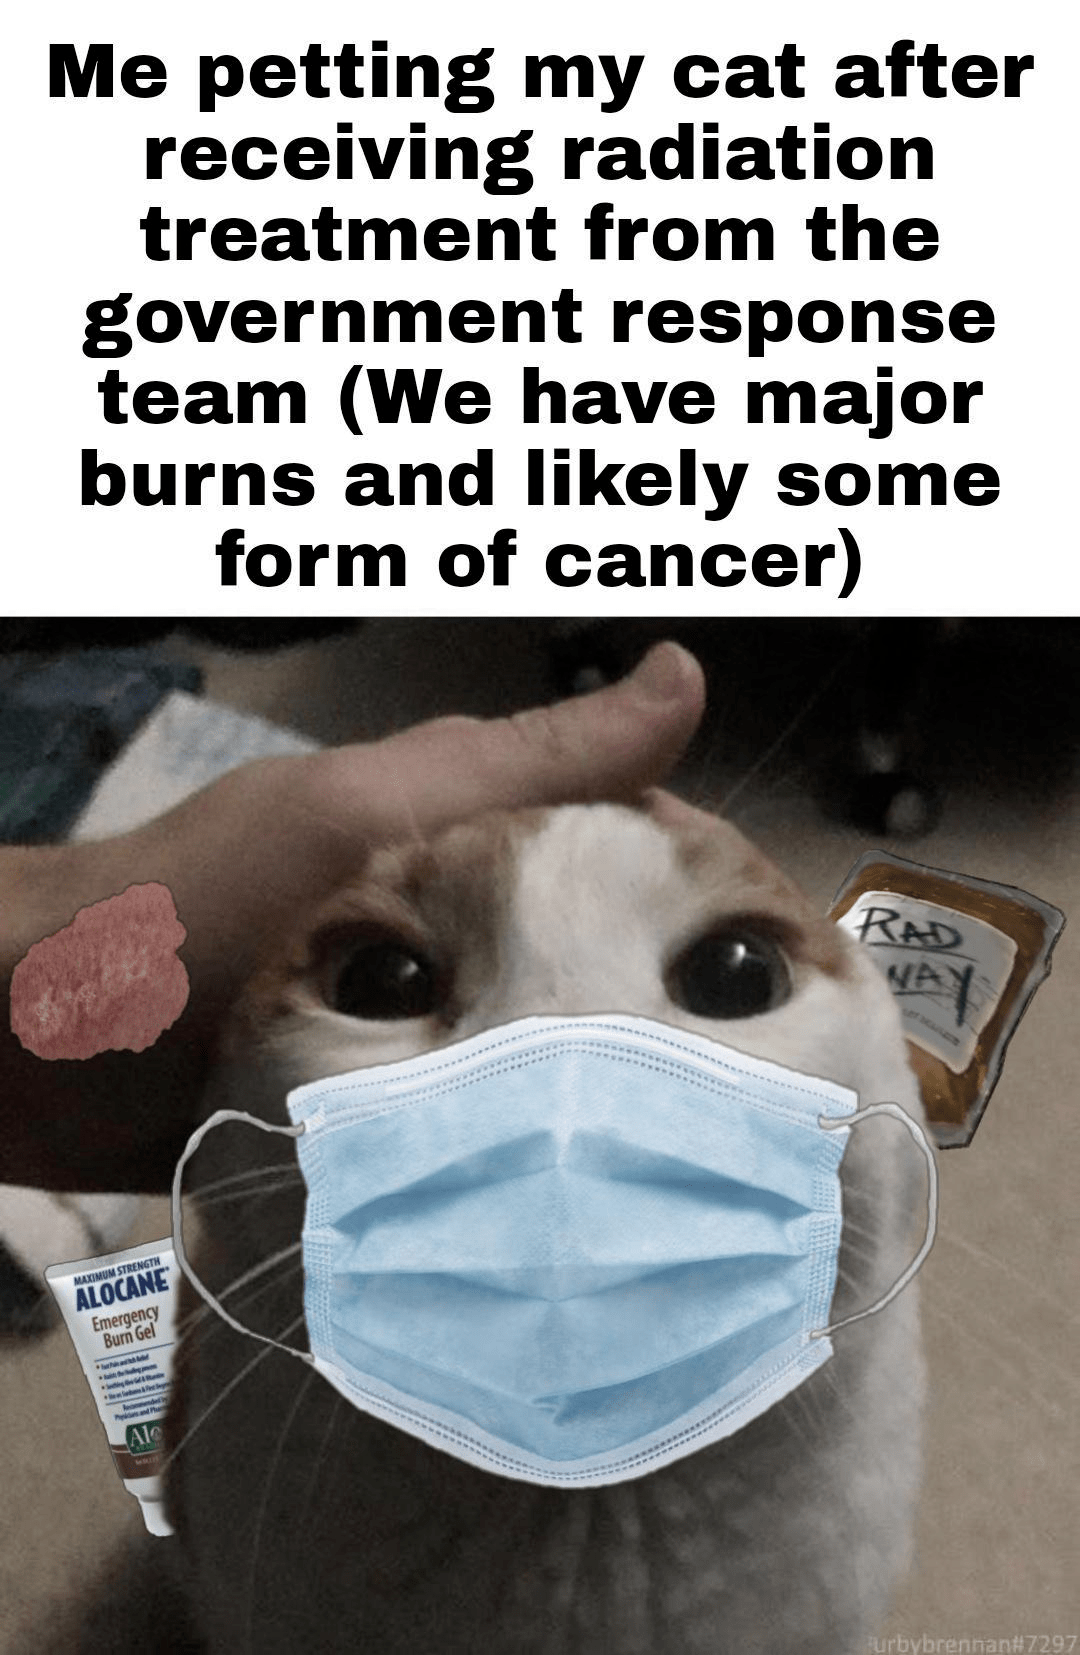 Me petting my cat after
receiving radiation
treatment from the
government response
team (We have major
burns and likely some
form of cancer)
RAD
WAY
MAXIMUM STRENGTH
ALOCANE
Emergency
Burn Gel
Alo
urbybrennan#7297